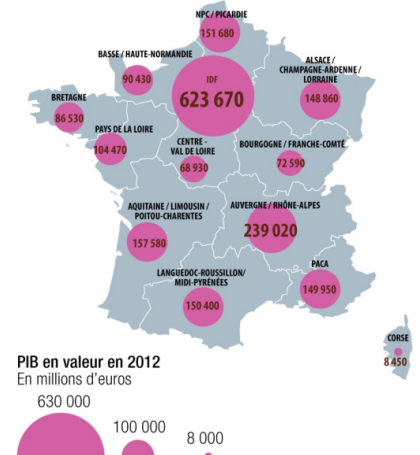 NPC / PICARDIE
151 680
BASSE / HAUTE-NORMANDIE
90 430
IDF
623 670
ALSACE /
CHAMPAGNE-ARDENNE /
LORRAINE
148 860
BRETAGNE
86 530
PAYS DE LA LOIRE
104 470
CENTRE -
VAL DE LOIRE
68 930
BOURGOGNE / FRANCHE-COMTÉ
72 590
AQUITAINE / LIMOUSIN /
POITOU-CHARENTES
157 580
AUVERGNE / RHÔNE-ALPES
239 020
LANGUEDOC-ROUSSILLON/
MIDI-PYRÉNÉES
150 400
PACA
149 950
CORSE
8 450
PIB en valeur en 2012
En millions d'euros
630 000
100 000
8 000